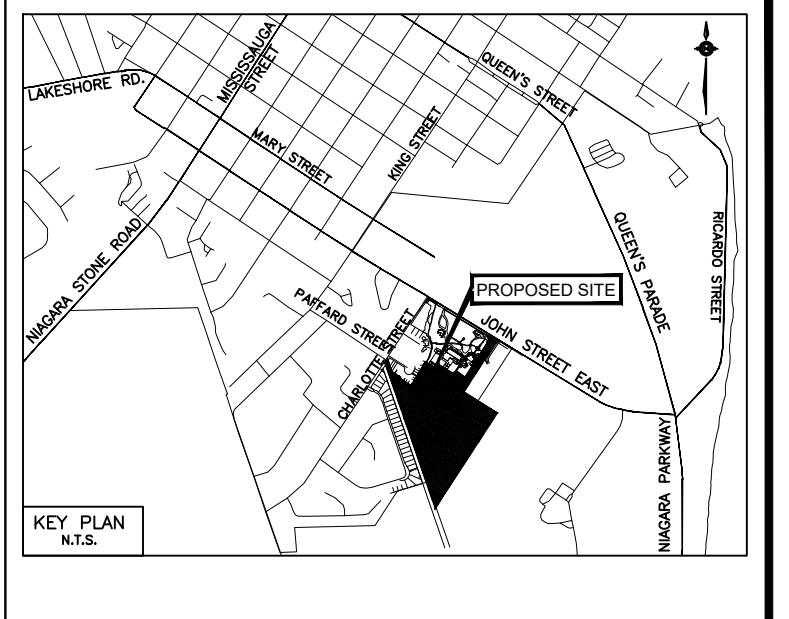 LAKESHORE RD.
MISSISSAUGA
STREET
QUEEN'S STREET
MARY STREET
KING STREET
NIAGARA STONE ROAD
QUEEN'S PARADE
RICARDO STREET
PROPOSED SITE
PAFFARD STREET
CHARLOTTE STREET
JOHN STREET EAST
NIAGARA PARKWAY
KEY PLAN
N.T.S.